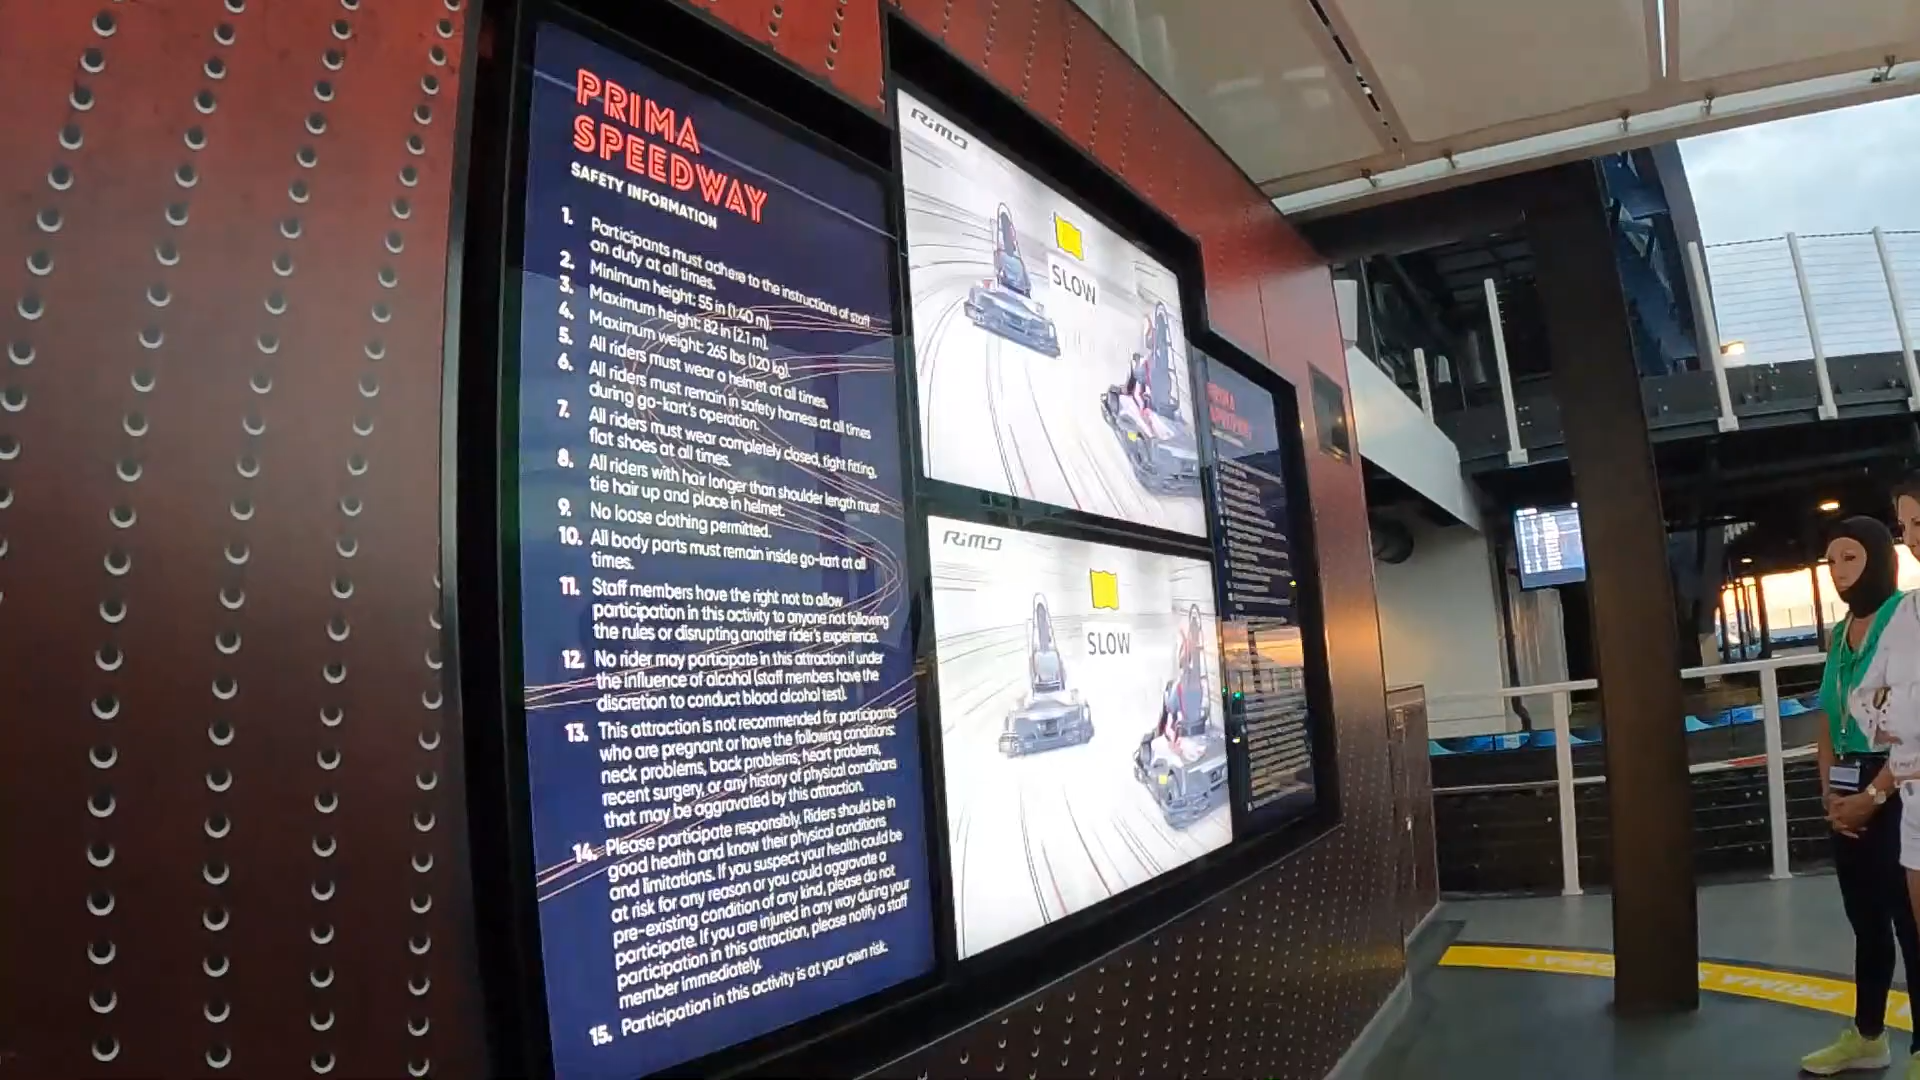 PRIMA
SPEEDWAY
SAFETY INFORMATION
1. Participants must adhere to the instructions of staff
on duty at all times.
2. Minimum height: 55 in (1.40 m).
3. Maximum height: 82 in (2.1 m).
4. Maximum weight: 265 lbs (120 kg).
5. All riders must wear a helmet at all times.
6. All riders must remain in safety harness at all times
during go-kart's operation.
7. All riders must wear completely closed, tight fitting,
flat shoes at all times.
8. All riders with hair longer than shoulder length must
tie hair up and place in helmet.
9. No loose clothing permitted.
10. All body parts must remain inside go-kart at all
times.
11. Staff members have the right not to allow
participation in this activity to anyone not following
the rules or disrupting another rider's experience.
12. No rider may participate in this attraction if under
the influence of alcohol (staff members have the
discretion to conduct blood alcohol test).
13. This attraction is not recommended for participants
who are pregnant or have the following conditions:
neck problems, back problems, heart problems,
recent surgery, or any history of physical conditions
that may be aggravated by this attraction.
14. Please participate responsibly. Riders should be in
good health and know their physical conditions
and limitations. If you suspect your health could be
at risk for any reason or you could aggravate a
pre-existing condition of any kind, please do not
participate. If you are injured in any way during your
participation in this attraction, please notify a staff
member immediately.
15. Participation in this activity is at your own risk.
RiMO
SLOW
RiMO
SLOW
PRIMA
SPEEDWAY
PRIMA